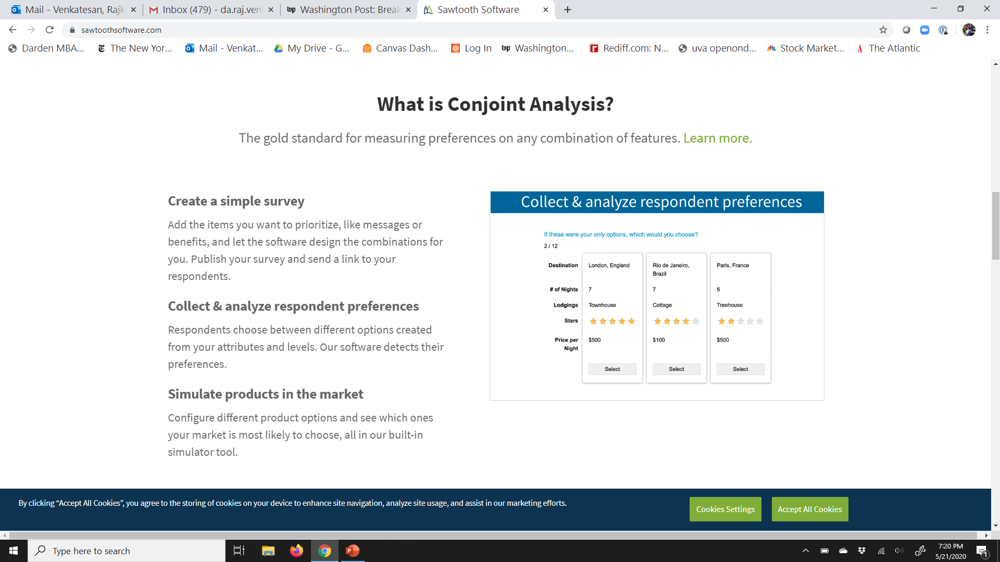 Mail - Venkatesan, Rajk
Inbox (479) - da.raj.ven
wp Washington Post: Break
Sawtooth Software
sawtoothsoftware.com
Darden MBA...
The New Yor...
Mail - Venkat...
My Drive - G...
Canvas Dash...
Log In
wp Washington...
Rediff.com: N...
uva openond...
Stock Market...
The Atlantic
What is Conjoint Analysis?
The gold standard for measuring preferences on any combination of features. Learn more.
Create a simple survey
Add the items you want to prioritize, like messages or
benefits, and let the software design the combinations for
you. Publish your survey and send a link to your
respondents.
Collect & analyze respondent preferences
Respondents choose between different options created
from your attributes and levels. Our software detects their
preferences.
Simulate products in the market
Configure different product options and see which ones
your market is most likely to choose, all in our built-in
simulator tool.
Collect & analyze respondent preferences
If these were your only options, which would you choose?
2 / 12
Destination London, England Rio de Janeiro, Paris, France
Brazil
# of Nights 7 7 5
Lodgings Townhouse Cottage Treehouse
Stars
Price per $500 $100 $500
Night
Select Select Select
By clicking “Accept All Cookies”, you agree to the storing of cookies on your device to enhance site navigation, analyze site usage, and assist in our marketing efforts.
Cookies Settings
Accept All Cookies
Type here to search
7:20 PM
5/21/2020
1